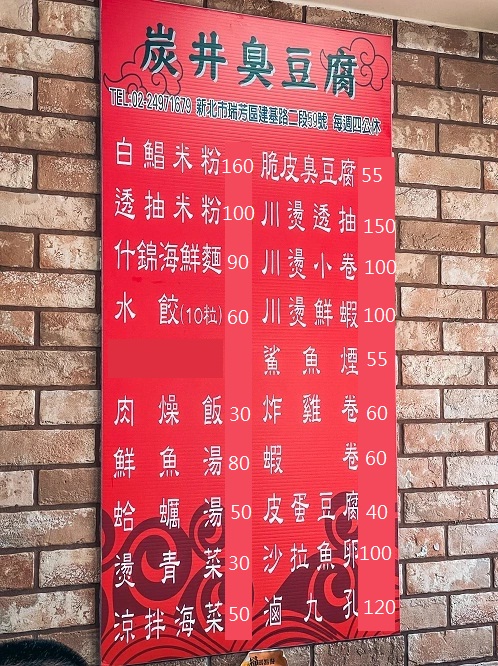 炭井臭豆腐
TEL:02-24971679 新北市瑞芳區建基路二段59號 每週四公休
白鯧米粉 160
透抽米粉 100
什錦海鮮麵 90
水餃(10粒) 60
肉燥飯 30
鮮魚湯 80
蛤蠣湯 50
燙青菜 30
涼拌海菜 50
脆皮臭豆腐 55
川燙透抽 150
川燙小卷 100
川燙鮮蝦 100
鯊魚煙 55
炸雞卷 60
蝦卷 60
皮蛋豆腐 40
沙拉魚卵 100
滷九孔 120